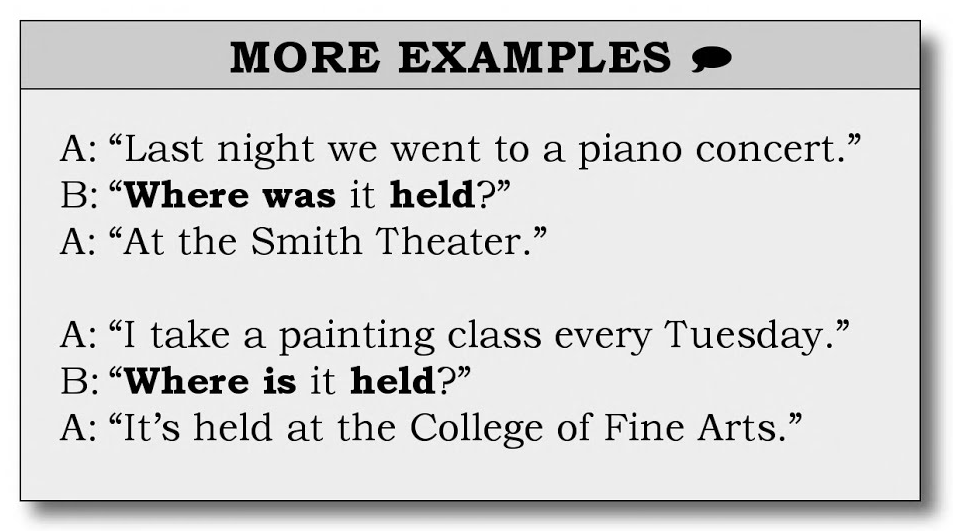 MORE EXAMPLES
A: “Last night we went to a piano concert.”
B: “Where was it held?”
A: “At the Smith Theater.”
A: “I take a painting class every Tuesday.”
B: “Where is it held?”
A: “It’s held at the College of Fine Arts.”